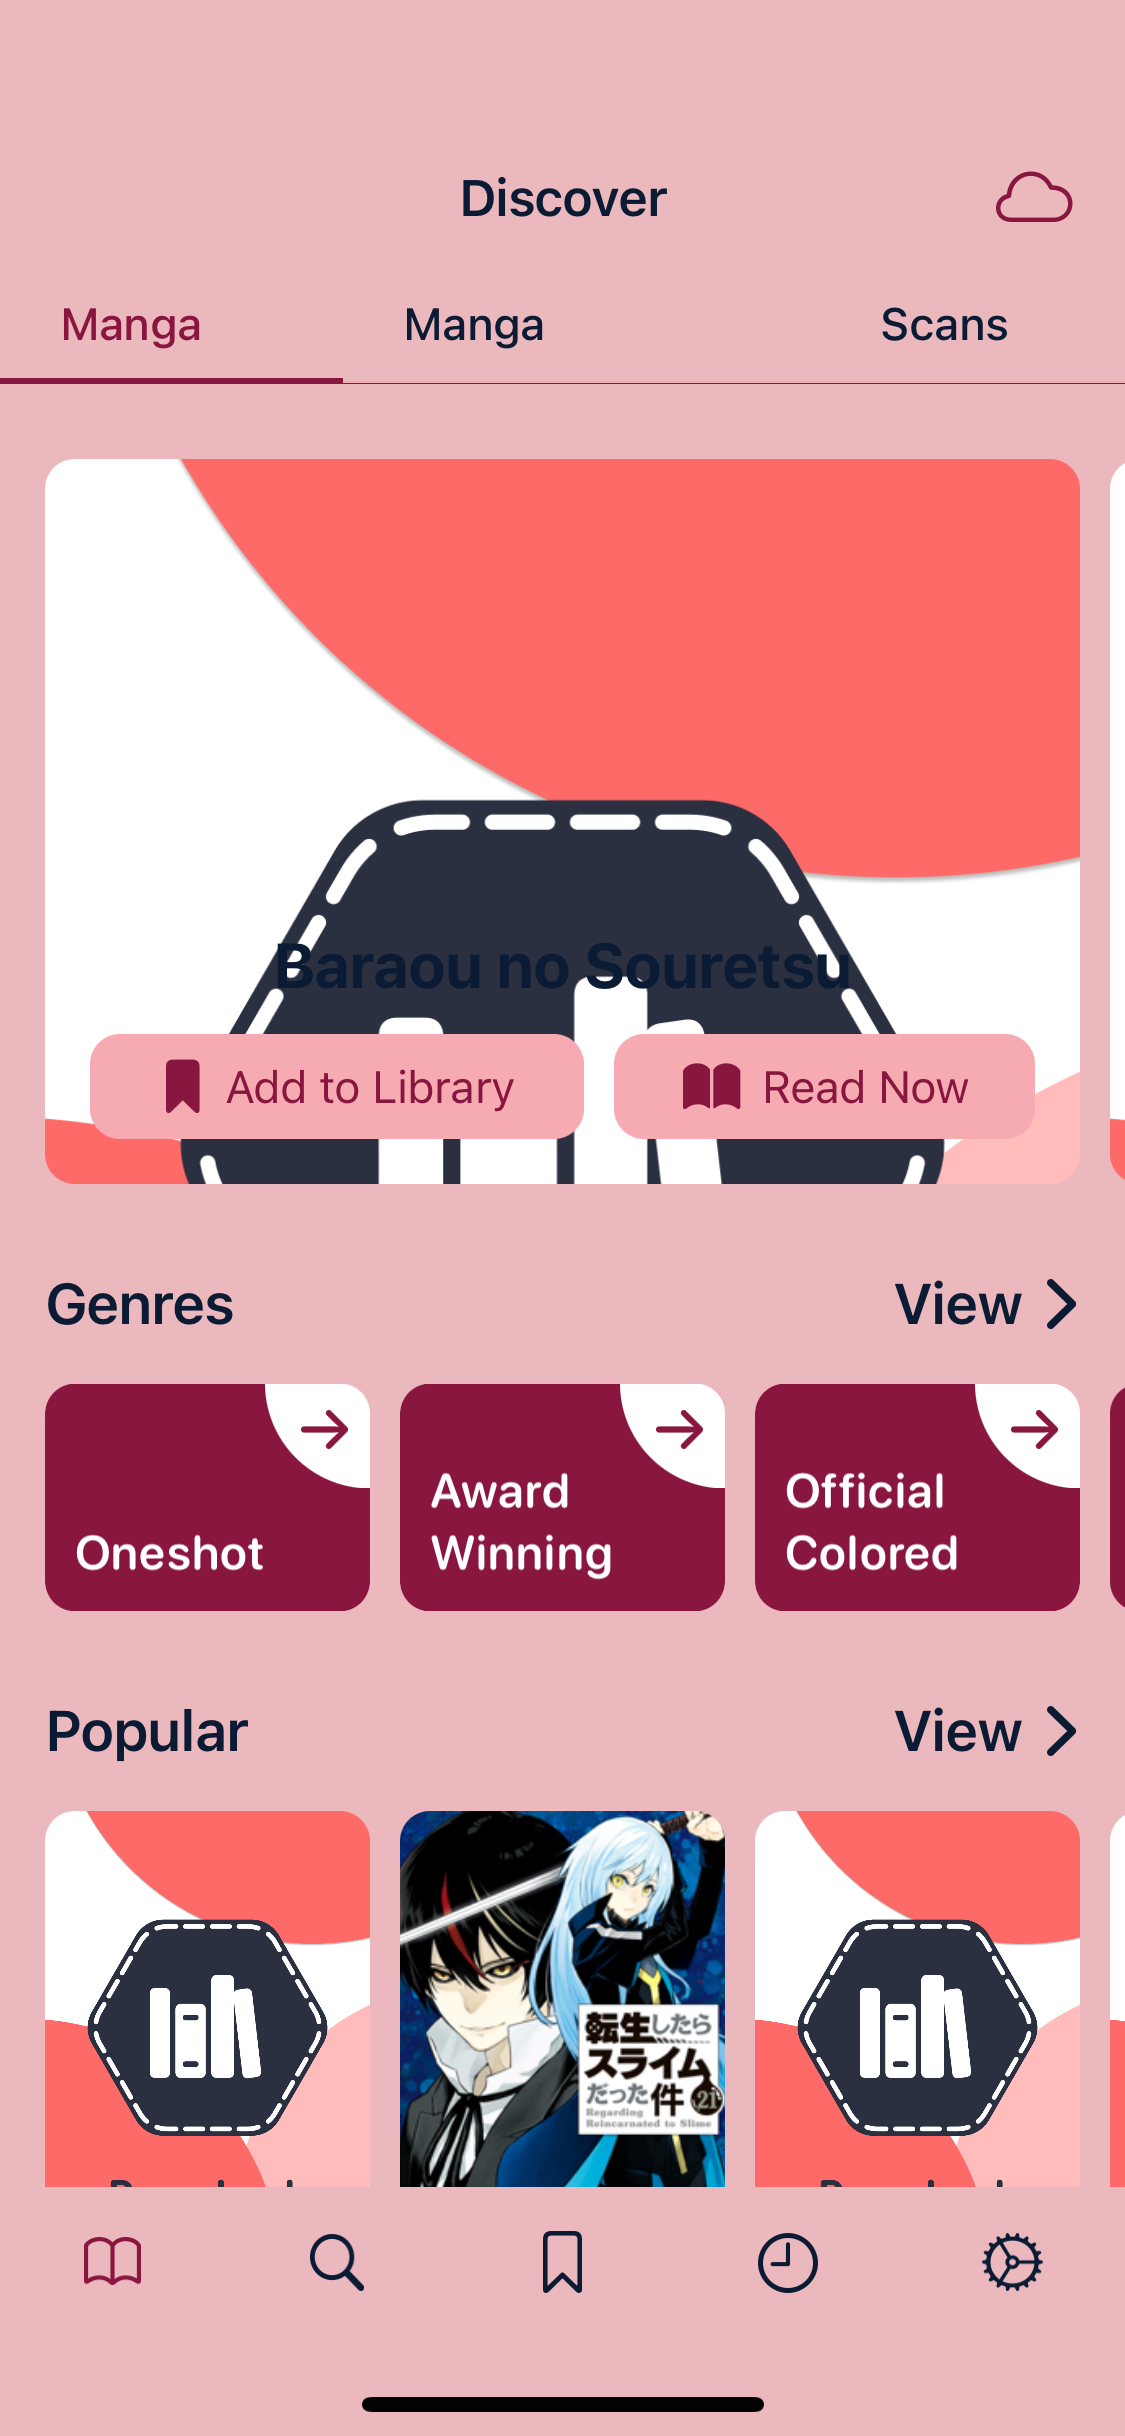 Discover
Manga
Manga
Scans
Baraou no Souretsu
Add to Library
Read Now
Genres
View
Oneshot
Award
Winning
Official
Colored
Popular
View
転生したら
スライム
だった件
21
Regarding
Reincarnated to Slime